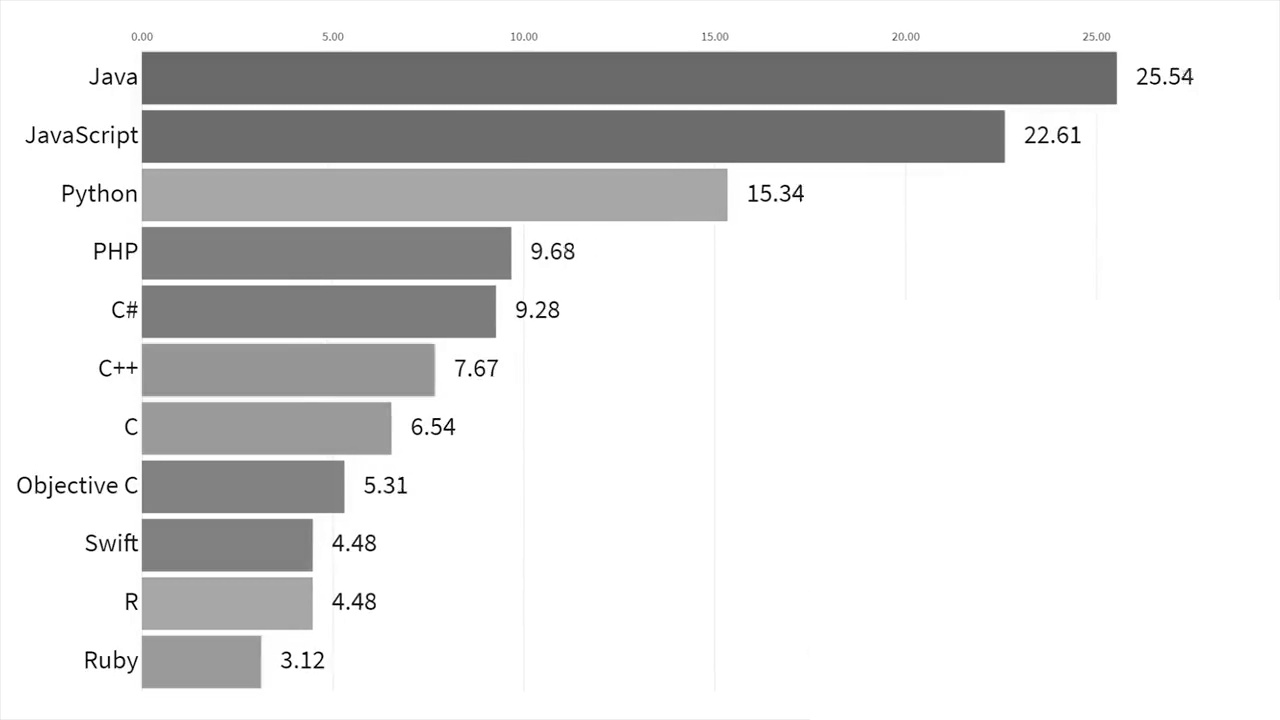 0.00 5.00 10.00 15.00 20.00 25.00
Java 25.54
JavaScript 22.61
Python 15.34
PHP 9.68
C# 9.28
C++ 7.67
C 6.54
Objective C 5.31
Swift 4.48
R 4.48
Ruby 3.12